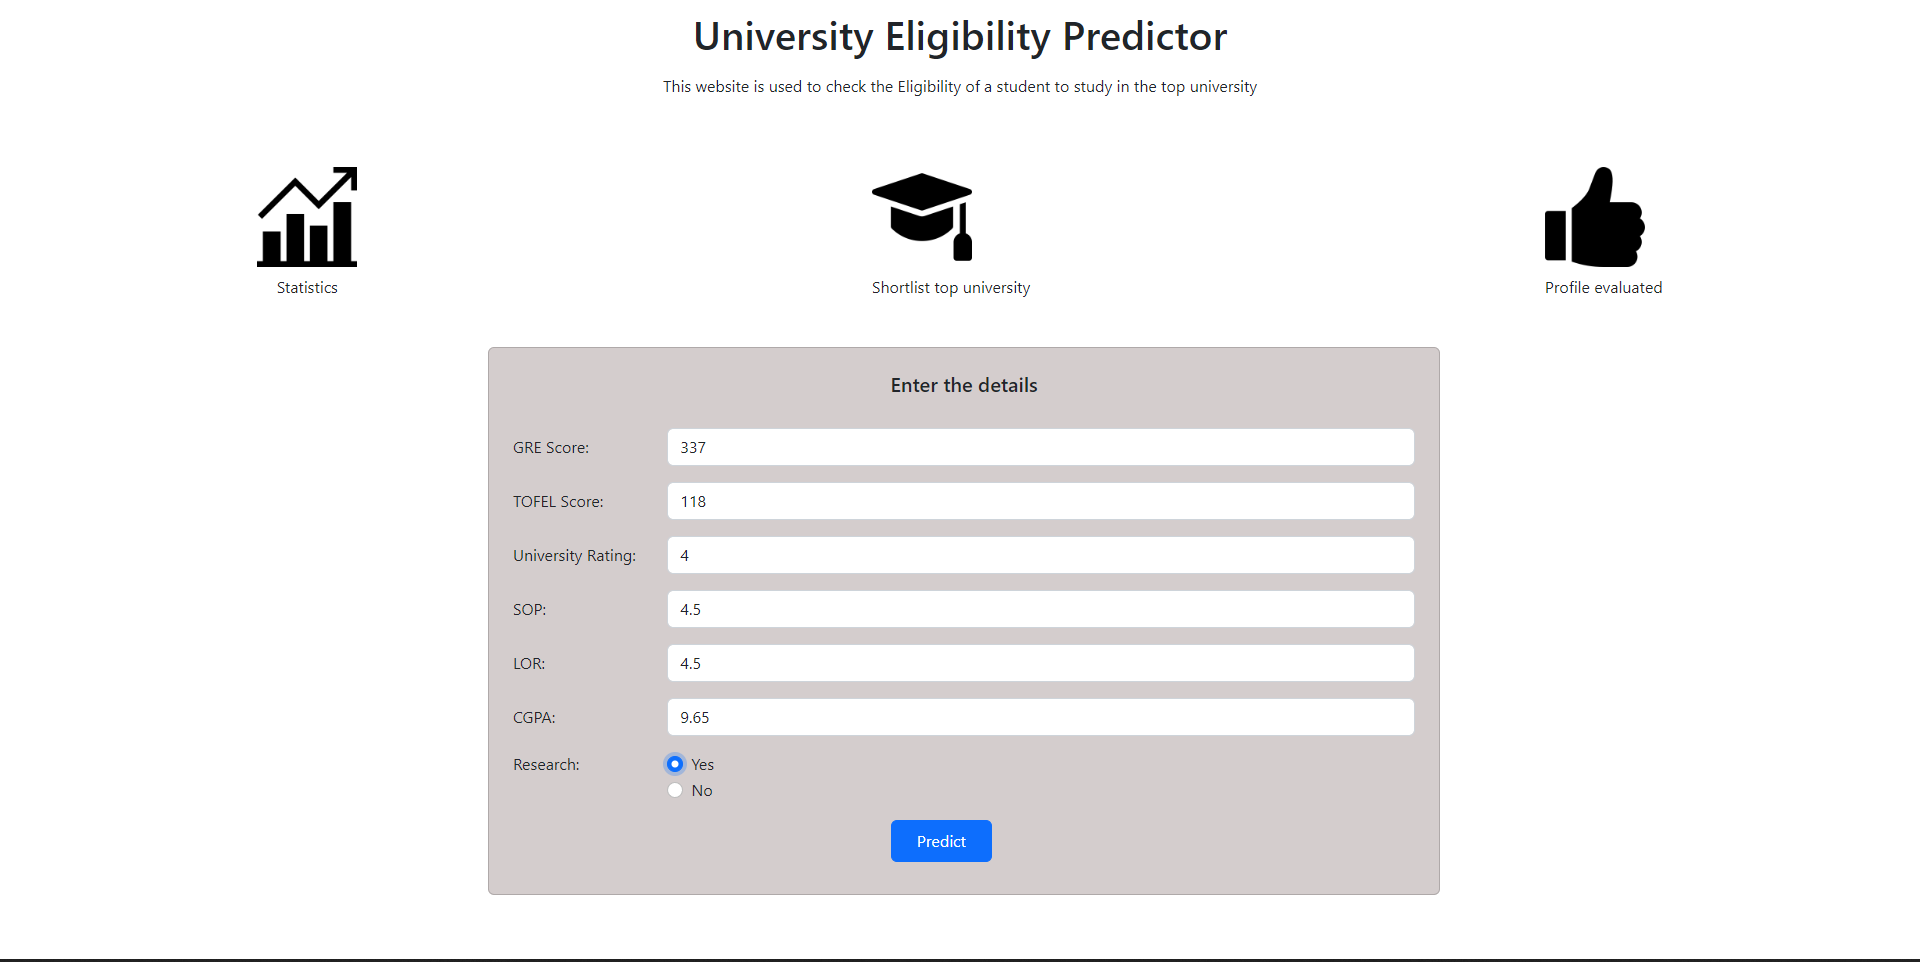 University Eligibility Predictor
This website is used to check the Eligibility of a student to study in the top university
Statistics
Shortlist top university
Profile evaluated
Enter the details
GRE Score: 337
TOFEL Score: 118
University Rating: 4
SOP: 4.5
LOR: 4.5
CGPA: 9.65
Research: Yes
No
Predict